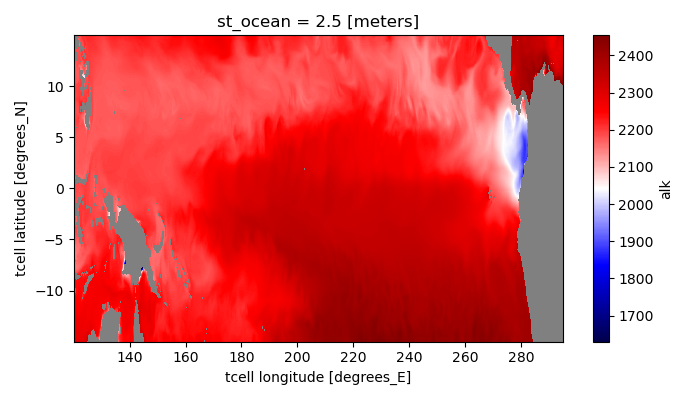 st_ocean = 2.5 [meters]
10
5
0
−5
−10
tcell latitude [degrees_N]
140 160 180 200 220 240 260 280
tcell longitude [degrees_E]
2400
2300
2200
2100
2000
1900
1800
1700
alk